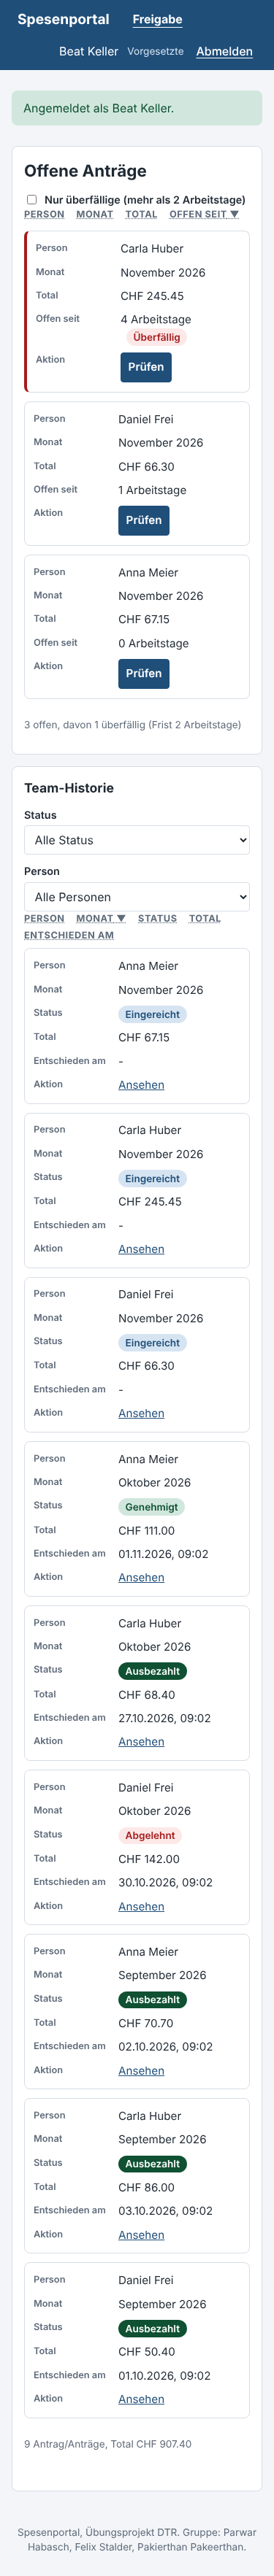 Spesenportal Freigabe
Beat Keller Vorgesetzte Abmelden
Angemeldet als Beat Keller.
Offene Anträge
Nur überfällige (mehr als 2 Arbeitstage)
PERSON MONAT TOTAL OFFEN SEIT ▼
Person Carla Huber
Monat November 2026
Total CHF 245.45
Offen seit 4 Arbeitstage
Überfällig
Aktion Prüfen
Person Daniel Frei
Monat November 2026
Total CHF 66.30
Offen seit 1 Arbeitstage
Aktion Prüfen
Person Anna Meier
Monat November 2026
Total CHF 67.15
Offen seit 0 Arbeitstage
Aktion Prüfen
3 offen, davon 1 überfällig (Frist 2 Arbeitstage)
Team-Historie
Status
Alle Status
Person
Alle Personen
PERSON MONAT ▼ STATUS TOTAL
ENTSCHIEDEN AM
Person Anna Meier
Monat November 2026
Status Eingereicht
Total CHF 67.15
Entschieden am -
Aktion Ansehen
Person Carla Huber
Monat November 2026
Status Eingereicht
Total CHF 245.45
Entschieden am -
Aktion Ansehen
Person Daniel Frei
Monat November 2026
Status Eingereicht
Total CHF 66.30
Entschieden am -
Aktion Ansehen
Person Anna Meier
Monat Oktober 2026
Status Genehmigt
Total CHF 111.00
Entschieden am 01.11.2026, 09:02
Aktion Ansehen
Person Carla Huber
Monat Oktober 2026
Status Ausbezahlt
Total CHF 68.40
Entschieden am 27.10.2026, 09:02
Aktion Ansehen
Person Daniel Frei
Monat Oktober 2026
Status Abgelehnt
Total CHF 142.00
Entschieden am 30.10.2026, 09:02
Aktion Ansehen
Person Anna Meier
Monat September 2026
Status Ausbezahlt
Total CHF 70.70
Entschieden am 02.10.2026, 09:02
Aktion Ansehen
Person Carla Huber
Monat September 2026
Status Ausbezahlt
Total CHF 86.00
Entschieden am 03.10.2026, 09:02
Aktion Ansehen
Person Daniel Frei
Monat September 2026
Status Ausbezahlt
Total CHF 50.40
Entschieden am 01.10.2026, 09:02
Aktion Ansehen
9 Antrag/Anträge, Total CHF 907.40
Spesenportal, Übungsprojekt DTR. Gruppe: Parwar
Habasch, Felix Stalder, Pakierthan Pakeerthan.